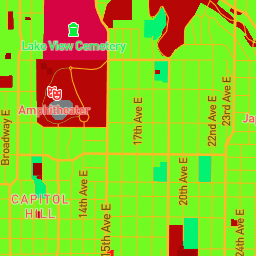 Lake View Cemetery
Amphitheater
Ja
Broadway E
17th Ave E
22nd Ave E
23rd Ave E
14th Ave E
15th Ave E
20th Ave E
24th Ave E
CAPITOL
HILL